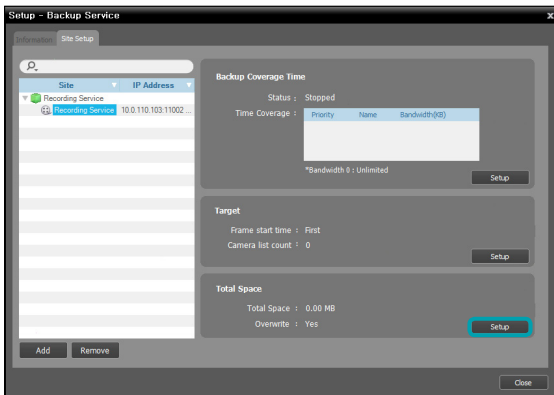 Setup - Backup Service
x
Information
Site Setup
Site
IP Address
Recording Service
Recording Service 10.0.110.103:11002 ...
Backup Coverage Time
Status : Stopped
Time Coverage :
Priority Name Bandwidth(KB)
*Bandwidth 0 : Unlimited
Setup
Target
Frame start time : First
Camera list count : 0
Setup
Total Space
Total Space : 0.00 MB
Overwrite : Yes
Setup
Add
Remove
Close